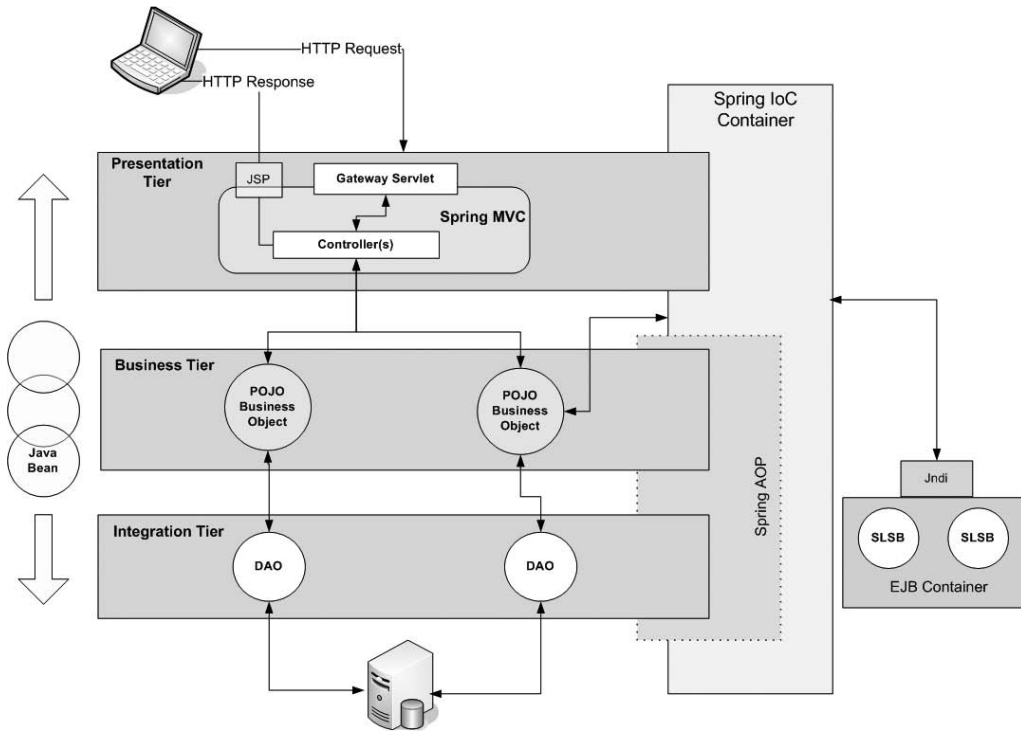 HTTP Request
HTTP Response
Spring IoC
Container
Presentation
Tier
JSP
Gateway Servlet
Spring MVC
Controller(s)
Business Tier
POJO
Business
Object
POJO
Business
Object
Java
Bean
Spring AOP
Jndi
Integration Tier
DAO
DAO
SLSB
SLSB
EJB Container